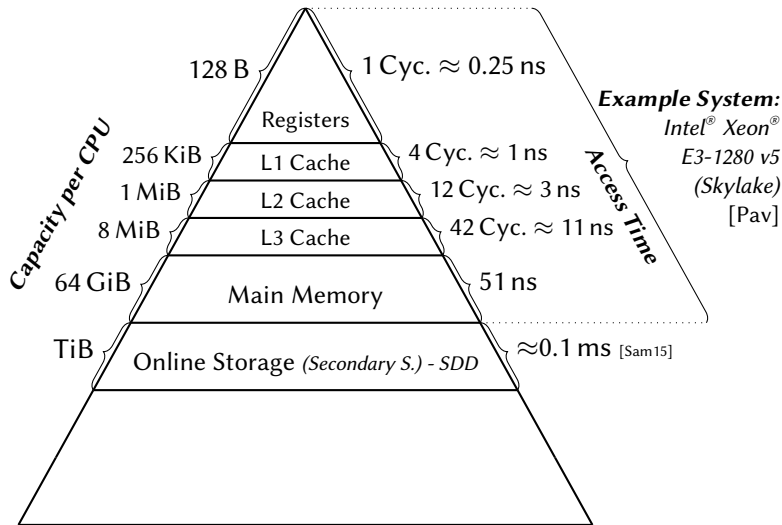 128 B
1 Cyc. ≈ 0.25 ns
Registers
Example System:
Intel® Xeon®
E3-1280 v5
(Skylake)
[Pav]
Capacity per CPU
Access Time
256 KiB
L1 Cache
4 Cyc. ≈ 1 ns
1 MiB
L2 Cache
12 Cyc. ≈ 3 ns
8 MiB
L3 Cache
42 Cyc. ≈ 11 ns
64 GiB
Main Memory
51 ns
TiB
Online Storage (Secondary S.) - SDD
≈0.1 ms [Sam15]